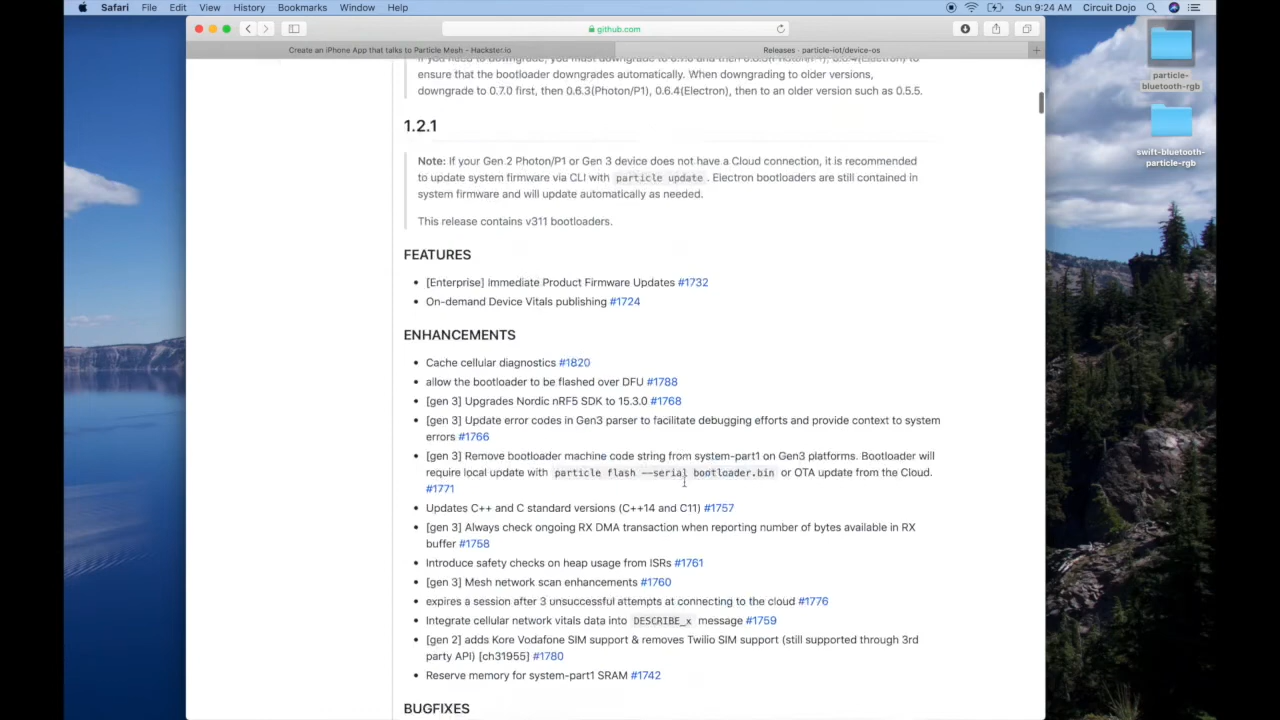 Safari File Edit View History Bookmarks Window Help Sun 9:24 AM Circuit Dojo
github.com
Create an iPhone App that talks to Particle Mesh - Hackster.io Releases · particle-iot/device-os
ensure that the bootloader downgrades automatically. When downgrading to older versions,
downgrade to 0.7.0 first, then 0.6.3(Photon/P1), 0.6.4(Electron), then to an older version such as 0.5.5.
1.2.1
Note: If your Gen 2 Photon/P1 or Gen 3 device does not have a Cloud connection, it is recommended
to update system firmware via CLI with particle update. Electron bootloaders are still contained in
system firmware and will update automatically as needed.
This release contains v311 bootloaders.
FEATURES
• [Enterprise] Immediate Product Firmware Updates #1732
• On-demand Device Vitals publishing #1724
ENHANCEMENTS
• Cache cellular diagnostics #1820
• allow the bootloader to be flashed over DFU #1788
• [gen 3] Upgrades Nordic nRF5 SDK to 15.3.0 #1768
• [gen 3] Update error codes in Gen3 parser to facilitate debugging efforts and provide context to system
errors #1766
• [gen 3] Remove bootloader machine code string from system-part1 on Gen3 platforms. Bootloader will
require local update with particle flash --serial bootloader.bin or OTA update from the Cloud.
#1771
• Updates C++ and C standard versions (C++14 and C11) #1757
• [gen 3] Always check ongoing RX DMA transaction when reporting number of bytes available in RX
buffer #1758
• Introduce safety checks on heap usage from ISRs #1761
• [gen 3] Mesh network scan enhancements #1760
• expires a session after 3 unsuccessful attempts at connecting to the cloud #1776
• Integrate cellular network vitals data into DESCRIBE_x message #1759
• [gen 2] adds Kore Vodafone SIM support & removes Twilio SIM support (still supported through 3rd
party API) [ch31955] #1780
• Reserve memory for system-part1 SRAM #1742
BUGFIXES
particle-
bluetooth-rgb
swift-bluetooth-
particle-rgb